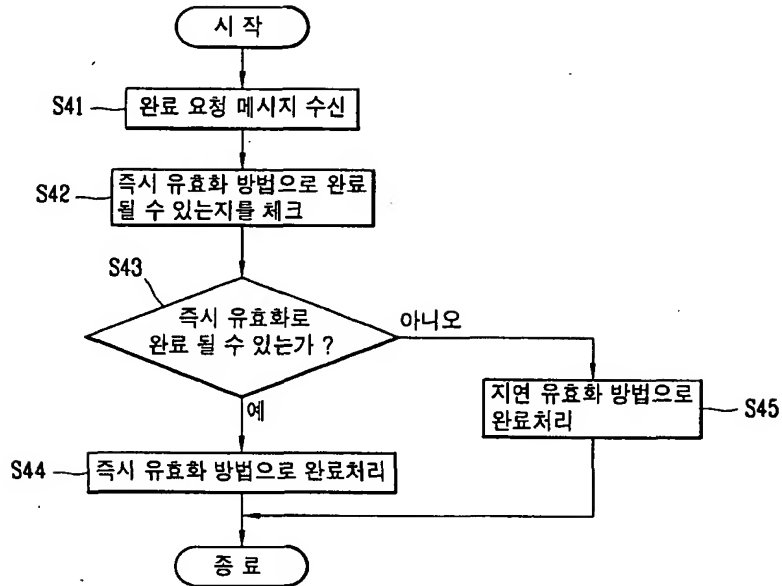 시 작
S41
완료 요청 메시지 수신
S42
즉시 유효화 방법으로 완료
될 수 있는지를 체크
S43
즉시 유효화로
완료 될 수 있는가 ?
아니오
예
지연 유효화 방법으로
완료처리
S45
S44
즉시 유효화 방법으로 완료처리
종 료